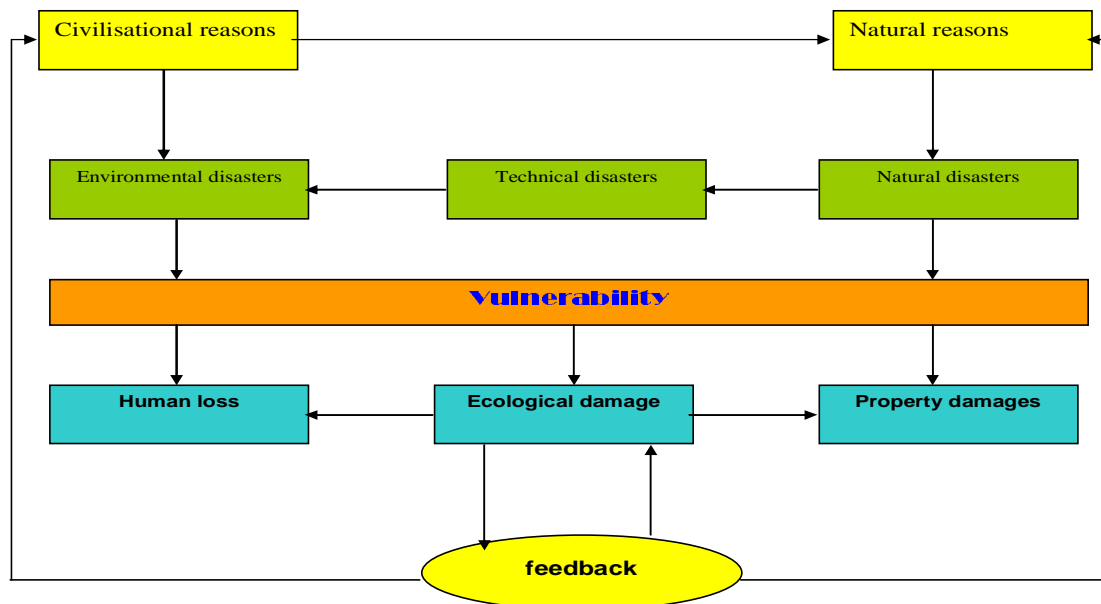 Civilisational reasons
Natural reasons
Environmental disasters
Technical disasters
Natural disasters
Vulnerability
Human loss
Ecological damage
Property damages
feedback